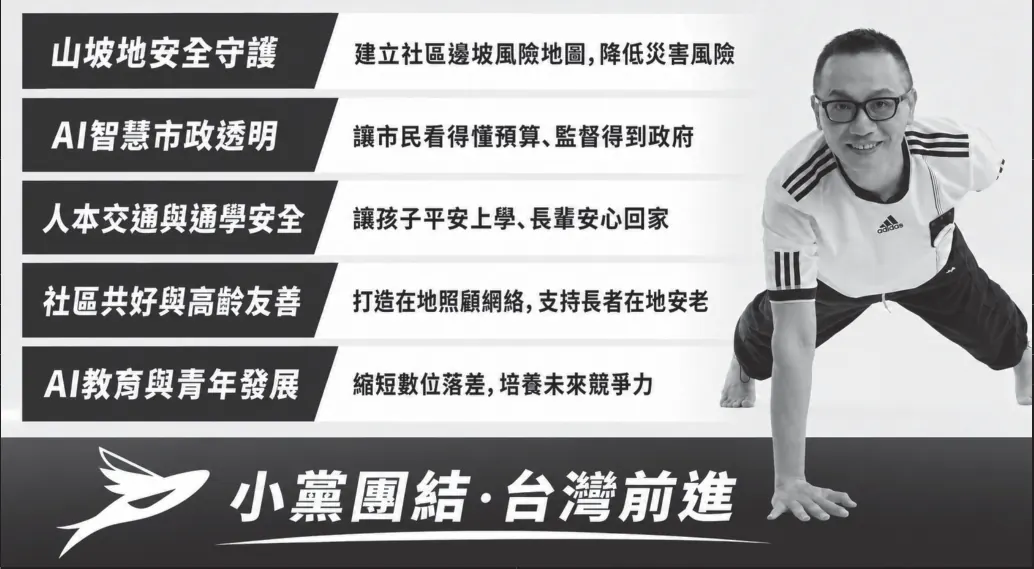 山坡地安全守護
建立社區邊坡風險地圖,降低災害風險
AI智慧市政透明
讓市民看得懂預算、監督得到政府
人本交通與通學安全
讓孩子平安上學、長輩安心回家
社區共好與高齡友善
打造在地照顧網絡,支持長者在地安老
AI教育與青年發展
縮短數位落差,培養未來競爭力
adidas
小黨團結·台灣前進